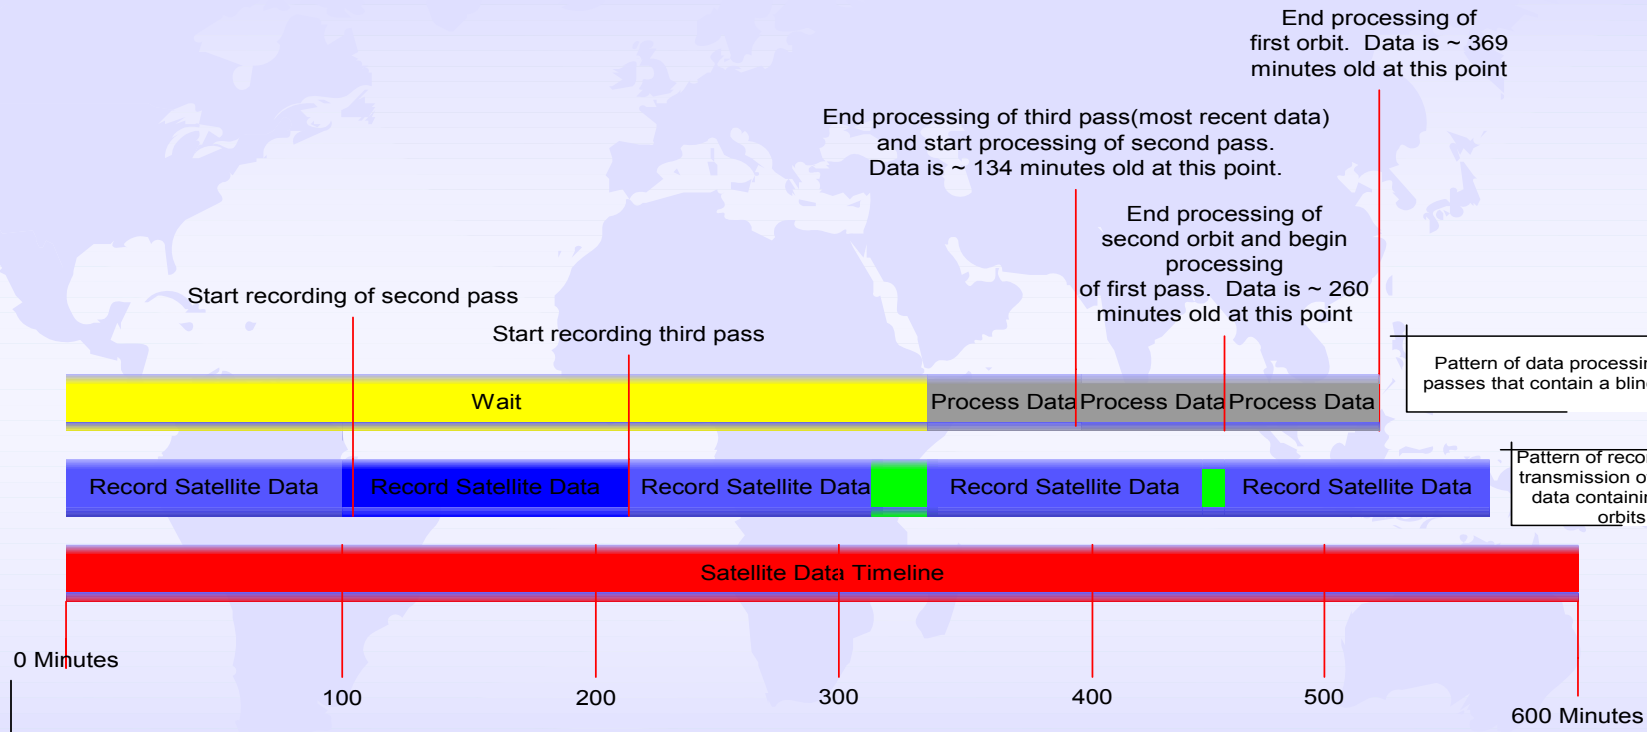 End processing of
first orbit. Data is ~ 369
minutes old at this point
End processing of third pass(most recent data)
and start processing of second pass.
Data is ~ 134 minutes old at this point.
End processing of
second orbit and begin
processing
of first pass. Data is ~ 260
minutes old at this point
Start recording of second pass
Start recording third pass
Pattern of data processin
passes that contain a blin
Wait
Process Data
Process Data
Process Data
Pattern of reco
transmission o
data containin
orbits
Record Satellite Data
Record Satellite Data
Record Satellite Data
Record Satellite Data
Record Satellite Data
Satellite Data Timeline
0 Minutes
100
200
300
400
500
600 Minutes